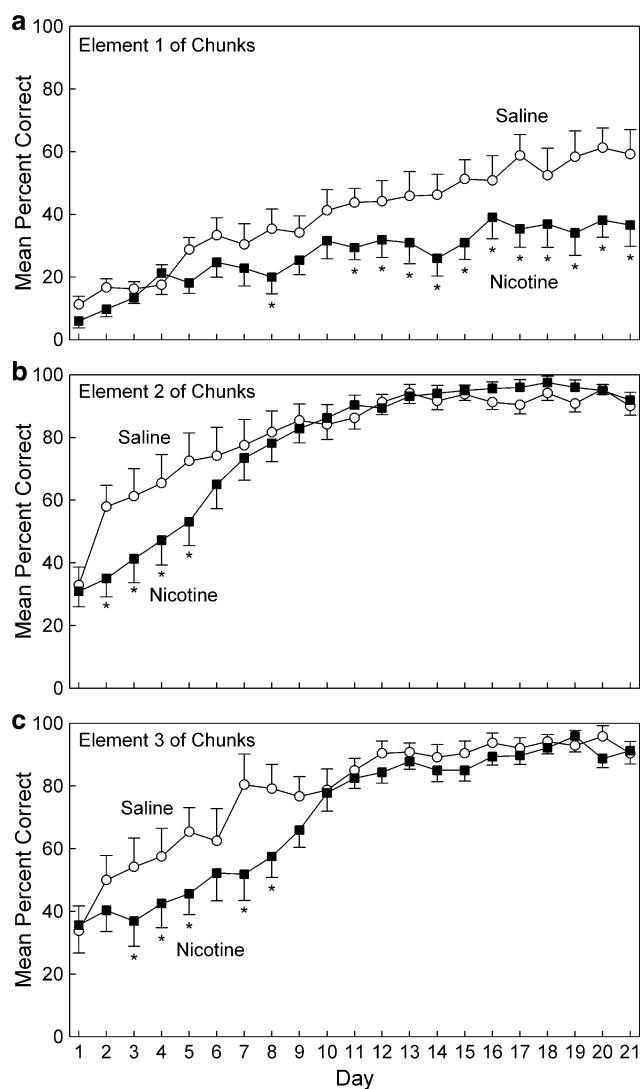 a
Element 1 of Chunks
Mean Percent Correct
100
80
60
40
20
0
Saline
Nicotine
* * * * * * * * * * * *
b
Element 2 of Chunks
Mean Percent Correct
100
80
60
40
20
0
Saline
Nicotine
* * * *
c
Element 3 of Chunks
Mean Percent Correct
100
80
60
40
20
0
Saline
Nicotine
* * * * *
1 2 3 4 5 6 7 8 9 10 11 12 13 14 15 16 17 18 19 20 21
Day